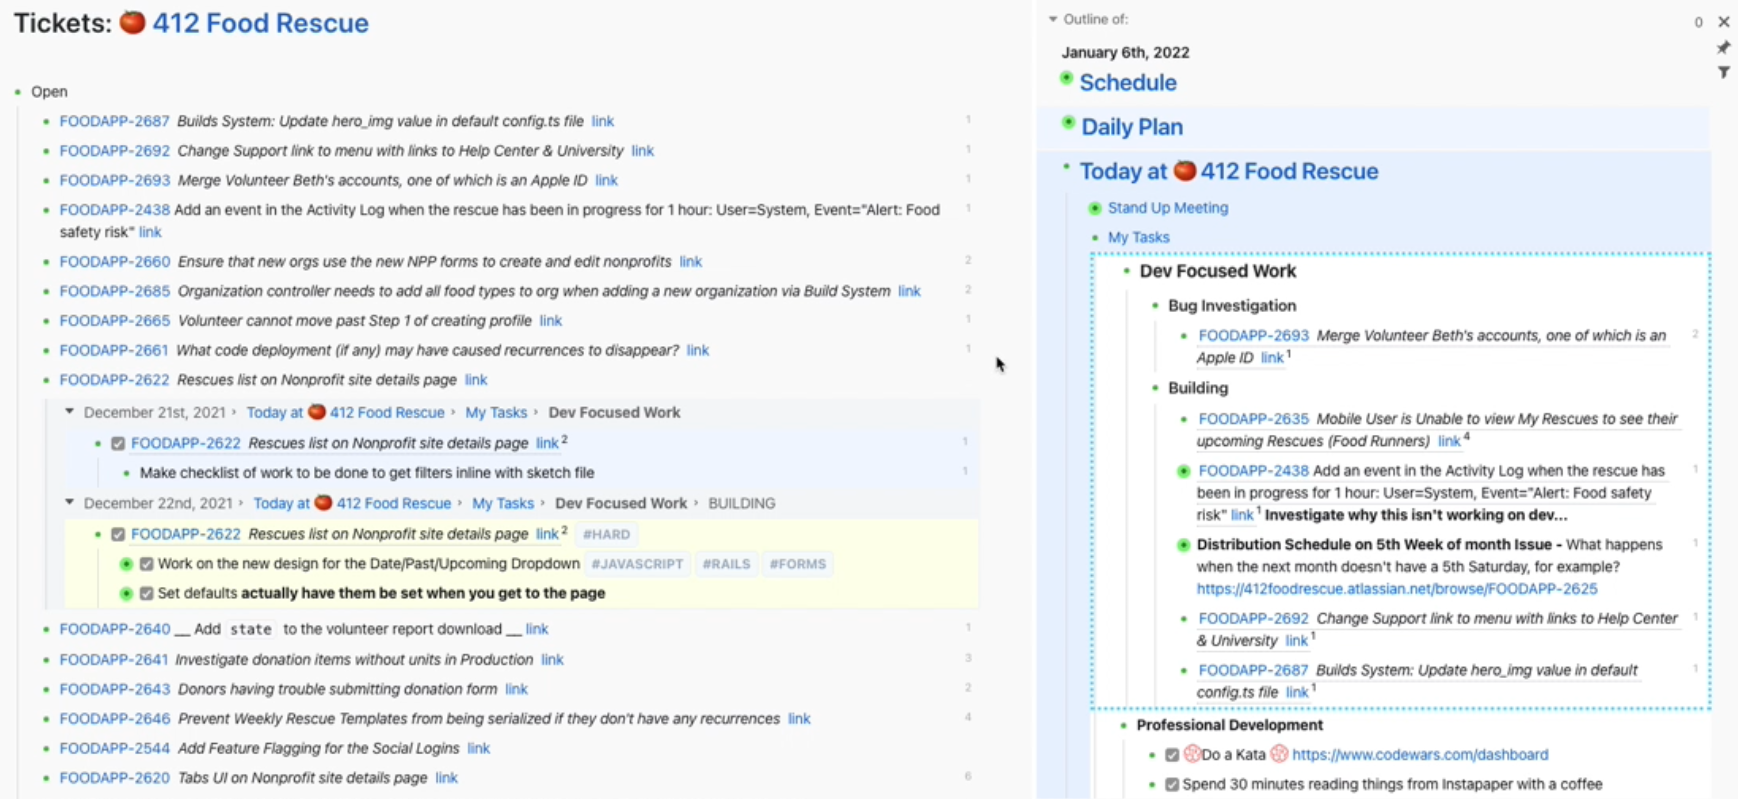 Tickets: 🍅 412 Food Rescue
Open
FOODAPP-2687 Builds System: Update hero_img value in default config.ts file link 1
FOODAPP-2692 Change Support link to menu with links to Help Center & University link 1
FOODAPP-2693 Merge Volunteer Beth's accounts, one of which is an Apple ID link 1
FOODAPP-2438 Add an event in the Activity Log when the rescue has been in progress for 1 hour: User=System, Event="Alert: Food 1
safety risk" link
FOODAPP-2660 Ensure that new orgs use the new NPP forms to create and edit nonprofits link 2
FOODAPP-2685 Organization controller needs to add all food types to org when adding a new organization via Build System link 2
FOODAPP-2665 Volunteer cannot move past Step 1 of creating profile link 1
FOODAPP-2661 What code deployment (if any) may have caused recurrences to disappear? link 1
FOODAPP-2622 Rescues list on Nonprofit site details page link
December 21st, 2021 › Today at 🍅 412 Food Rescue › My Tasks › Dev Focused Work
FOODAPP-2622 Rescues list on Nonprofit site details page link 2 1
Make checklist of work to be done to get filters inline with sketch file 1
December 22nd, 2021 › Today at 🍅 412 Food Rescue › My Tasks › Dev Focused Work › BUILDING
FOODAPP-2622 Rescues list on Nonprofit site details page link 2 #HARD
Work on the new design for the Date/Past/Upcoming Dropdown #JAVASCRIPT #RAILS #FORMS
Set defaults actually have them be set when you get to the page
FOODAPP-2640 __ Add state to the volunteer report download __ link 1
FOODAPP-2641 Investigate donation items without units in Production link 3
FOODAPP-2643 Donors having trouble submitting donation form link 2
FOODAPP-2646 Prevent Weekly Rescue Templates from being serialized if they don't have any recurrences link 4
FOODAPP-2544 Add Feature Flagging for the Social Logins link
FOODAPP-2620 Tabs UI on Nonprofit site details page link 6
Outline of: 0
January 6th, 2022
Schedule
Daily Plan
Today at 🍅 412 Food Rescue
Stand Up Meeting
My Tasks
Dev Focused Work
Bug Investigation
FOODAPP-2693 Merge Volunteer Beth's accounts, one of which is an 2
Apple ID link 1
Building
FOODAPP-2635 Mobile User is Unable to view My Rescues to see their
upcoming Rescues (Food Runners) link 4
FOODAPP-2438 Add an event in the Activity Log when the rescue has 1
been in progress for 1 hour: User=System, Event="Alert: Food safety
risk" link 1 Investigate why this isn't working on dev...
Distribution Schedule on 5th Week of month Issue - What happens 1
when the next month doesn't have a 5th Saturday, for example?
https://412foodrescue.atlassian.net/browse/FOODAPP-2625
FOODAPP-2692 Change Support link to menu with links to Help Center 1
& University link 1
FOODAPP-2687 Builds System: Update hero_img value in default 1
config.ts file link 1
Professional Development
Do a Kata https://www.codewars.com/dashboard
Spend 30 minutes reading things from Instapaper with a coffee